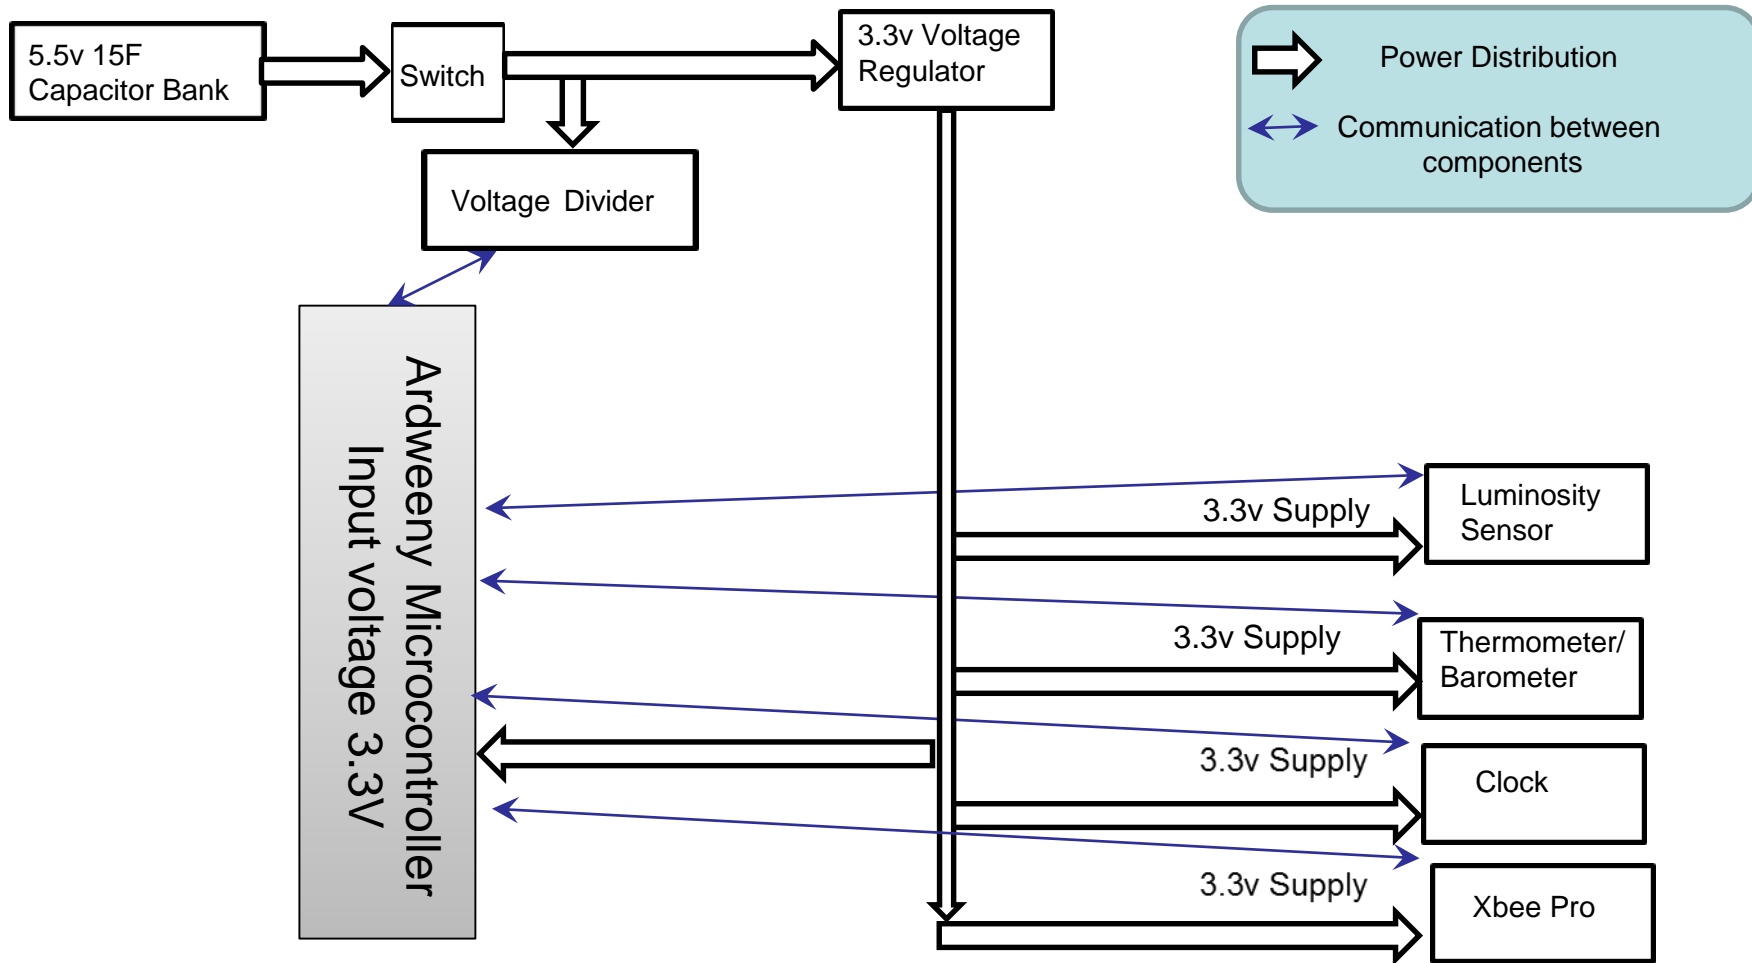 5.5v 15F
Capacitor Bank
Switch
3.3v Voltage
Regulator
Power Distribution
Communication between
components
Voltage Divider
Ardweeny Microcontroller
Input voltage 3.3V
3.3v Supply
Luminosity
Sensor
3.3v Supply
Thermometer/
Barometer
3.3v Supply
Clock
3.3v Supply
Xbee Pro